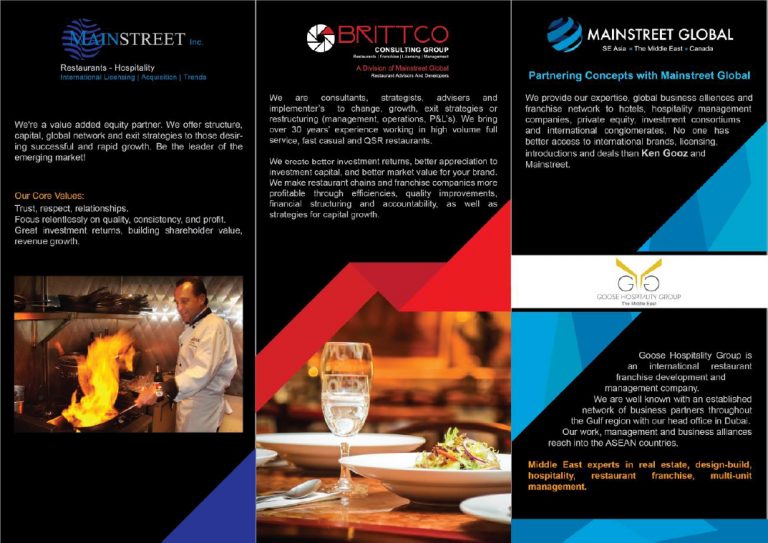 MAINSTREET Inc.
Restaurants - Hospitality
International Licensing | Acquisition | Trends
We're a value added equity partner. We offer structure,
capital, global network and exit strategies to those desir-
ing successful and rapid growth. Be the leader of the
emerging market!
Our Core Values:
Trust, respect, relationships.
Focus relentlessly on quality, consistency, and profit.
Great investment returns, building shareholder value,
revenue growth.
BRITTCO
CONSULTING GROUP
Restaurants | Franchise | Licensing | Management
A Division of Mainstreet Global
Restaurant Advisors And Developers
We are consultants, strategists, advisers and
implementor's to change, growth, exit strategies or
restructuring (management, operations, P&L's). We bring
over 30 years' experience working in high volume full
service, fast casual and QSR restaurants.
We create better investment returns, better appreciation to
investment capital, and better market value for your brand.
We make restaurant chains and franchise companies more
profitable through efficiencies, quality improvements,
financial structuring and accountability, as well as
strategies for capital growth.
MAINSTREET GLOBAL
SE Asia • The Middle East • Canada
Partnering Concepts with Mainstreet Global
We provide our expertise, global business alliences and
franchise network to hotels, hospitality management
companies, private equity, investment consortiums
and international conglomerates. No one has
better access to international brands, licensing,
introductions and deals than Ken Gooz and
Mainstreet.
GG
GOOSE HOSPITALITY GROUP
The Middle East
Goose Hospitality Group is
an international restaurant
franchise development and
management company.
We are well known with an established
network of business partners throughout
the Gulf region with our head office in Dubai.
Our work, management and business alliances
reach into the ASEAN countries.
Middle East experts in real estate, design-build,
hospitality, restaurant franchise, multi-unit
management.